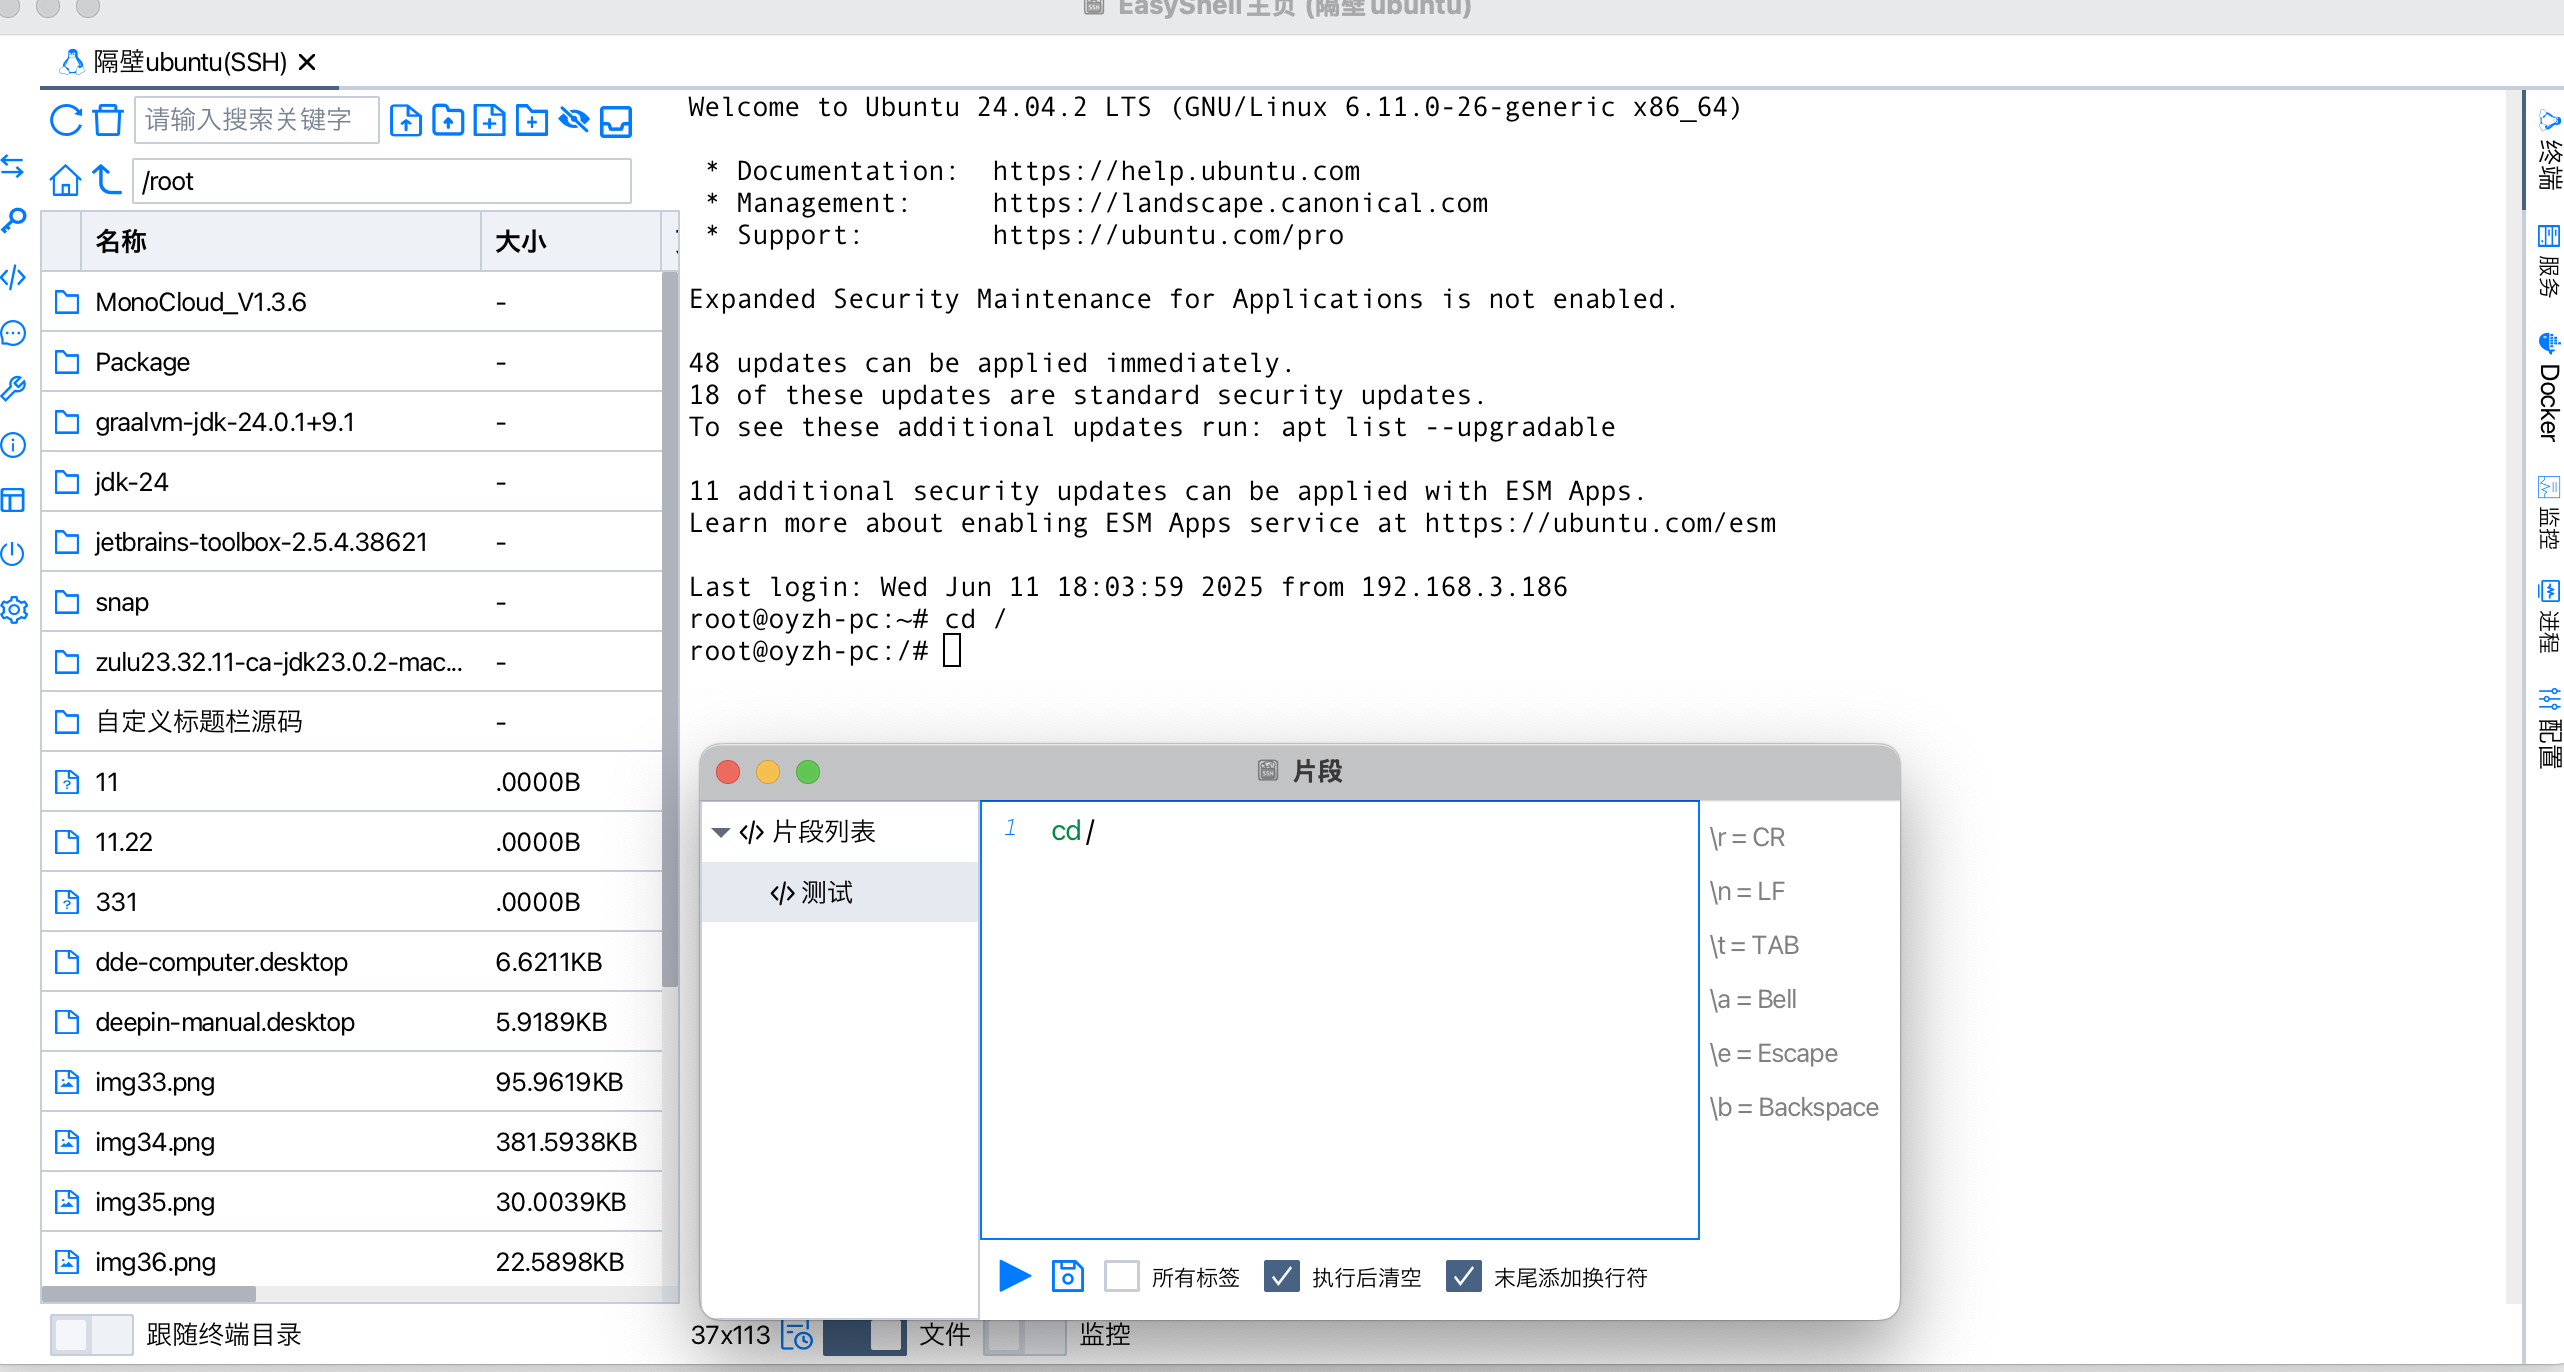 EasyShell主页 (隔壁ubuntu)
隔壁ubuntu(SSH)
请输入搜索关键字
/root
名称 大小
MonoCloud_V1.3.6 -
Package -
graalvm-jdk-24.0.1+9.1 -
jdk-24 -
jetbrains-toolbox-2.5.4.38621 -
snap -
zulu23.32.11-ca-jdk23.0.2-mac... -
自定义标题栏源码 -
11 .0000B
11.22 .0000B
331 .0000B
dde-computer.desktop 6.6211KB
deepin-manual.desktop 5.9189KB
img33.png 95.9619KB
img34.png 381.5938KB
img35.png 30.0039KB
img36.png 22.5898KB
跟随终端目录
Welcome to Ubuntu 24.04.2 LTS (GNU/Linux 6.11.0-26-generic x86_64)
* Documentation: https://help.ubuntu.com
* Management: https://landscape.canonical.com
* Support: https://ubuntu.com/pro
Expanded Security Maintenance for Applications is not enabled.
48 updates can be applied immediately.
18 of these updates are standard security updates.
To see these additional updates run: apt list --upgradable
11 additional security updates can be applied with ESM Apps.
Learn more about enabling ESM Apps service at https://ubuntu.com/esm
Last login: Wed Jun 11 18:03:59 2025 from 192.168.3.186
root@oyzh-pc:~# cd /
root@oyzh-pc:/#
片段
片段列表
测试
1 cd /
\r = CR
\n = LF
\t = TAB
\a = Bell
\e = Escape
\b = Backspace
所有标签 执行后清空 末尾添加换行符
37x113 文件 监控
终端
服务
Docker
监控
进程
配置